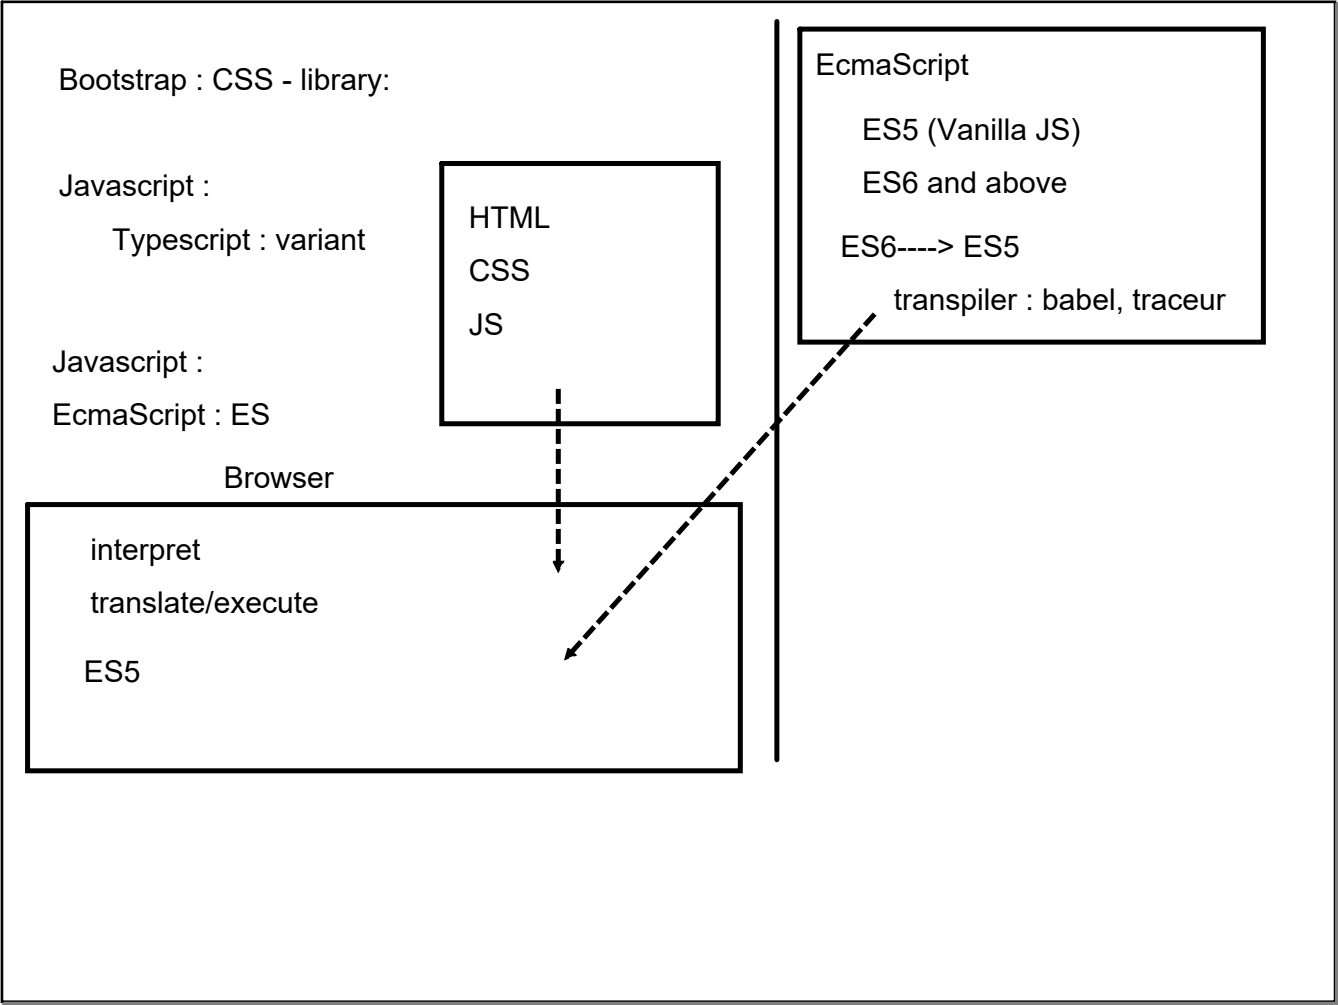 Bootstrap : CSS - library:
Javascript :
Typescript : variant
HTML
CSS
JS
Javascript :
EcmaScript : ES
Browser
interpret
translate/execute
ES5
EcmaScript
ES5 (Vanilla JS)
ES6 and above
ES6----> ES5
transpiler : babel, traceur